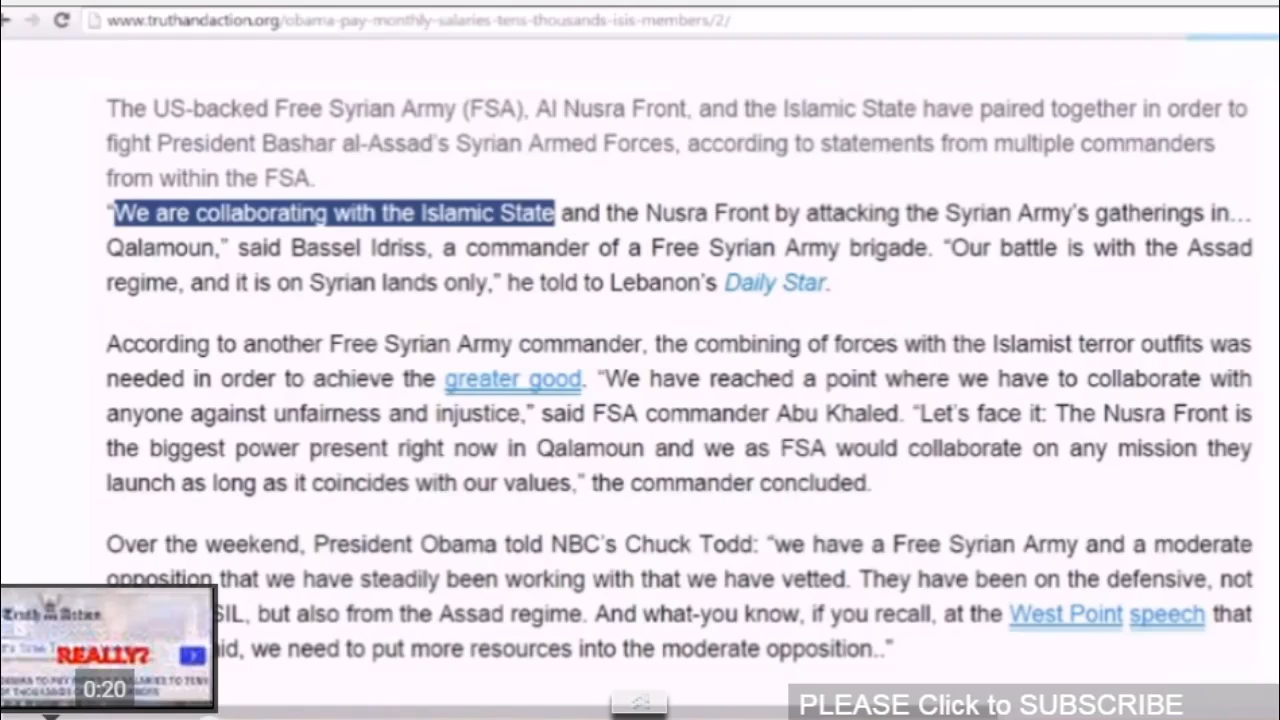 www.truthandaction.org/obama-pay-monthly-salaries-tens-thousands-isis-members/2/
The US-backed Free Syrian Army (FSA), Al Nusra Front, and the Islamic State have paired together in order to
fight President Bashar al-Assad's Syrian Armed Forces, according to statements from multiple commanders
from within the FSA.
“We are collaborating with the Islamic State and the Nusra Front by attacking the Syrian Army's gatherings in…
Qalamoun,” said Bassel Idriss, a commander of a Free Syrian Army brigade. “Our battle is with the Assad
regime, and it is on Syrian lands only,” he told to Lebanon's Daily Star.
According to another Free Syrian Army commander, the combining of forces with the Islamist terror outfits was
needed in order to achieve the greater good. “We have reached a point where we have to collaborate with
anyone against unfairness and injustice,” said FSA commander Abu Khaled. “Let's face it: The Nusra Front is
the biggest power present right now in Qalamoun and we as FSA would collaborate on any mission they
launch as long as it coincides with our values,” the commander concluded.
Over the weekend, President Obama told NBC's Chuck Todd: “we have a Free Syrian Army and a moderate
opposition that we have steadily been working with that we have vetted. They have been on the defensive, not
SIL, but also from the Assad regime. And what-you know, if you recall, at the West Point speech that
id, we need to put more resources into the moderate opposition..”
Truth and Action
REALLY?
0:20
PLEASE Click to SUBSCRIBE